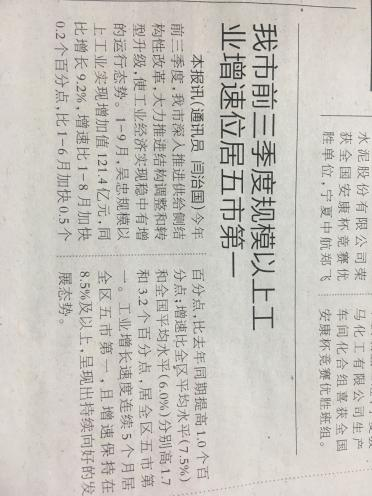 水泥股份有限公司荣
获全国安康杯竞赛优
胜单位,宁夏中航郑飞
马化工有限公司生产
车间化合组喜获全国
安康杯竞赛优胜班组。
我市前三季度规模以上工
业增速位居五市第一
本报讯(通讯员 闫治国)今年
前三季度,我市深入推进供给侧结
构性改革,大力推进结构调整和转
型升级,使工业经济实现稳中有增
的运行态势。1-9月,吴忠规模以
上工业实现增加值121.4亿元,同
比增长9.2%,增速比1-8月加快
0.2个百分点,比1-6月加快0.5个
百分点,比去年同期提高1.0个百
分点;增速比全区平均水平(7.5%)
和全国平均水平(6.0%)分别高1.7
和3.2个百分点,居全区五市第
一。工业增长速度连续5个月居
全区五市第一,且增速保持在
8.5%及以上,呈现出持续向好的发
展态势。